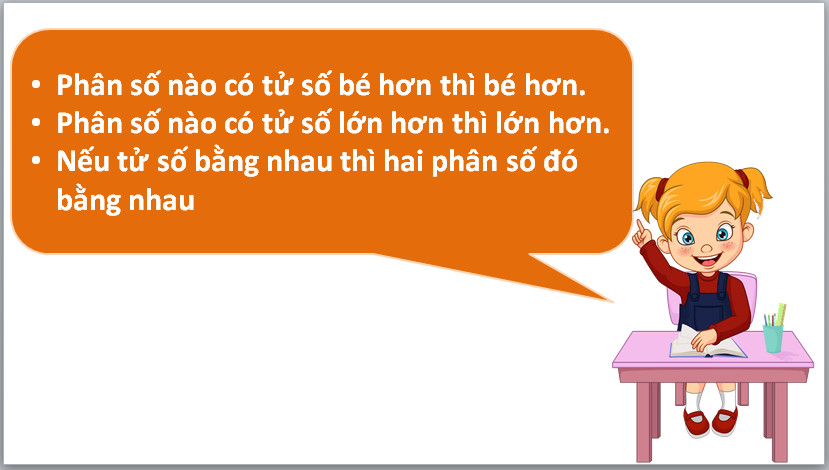 • Phân số nào có tử số bé hơn thì bé hơn.
• Phân số nào có tử số lớn hơn thì lớn hơn.
• Nếu tử số bằng nhau thì hai phân số đó
bằng nhau